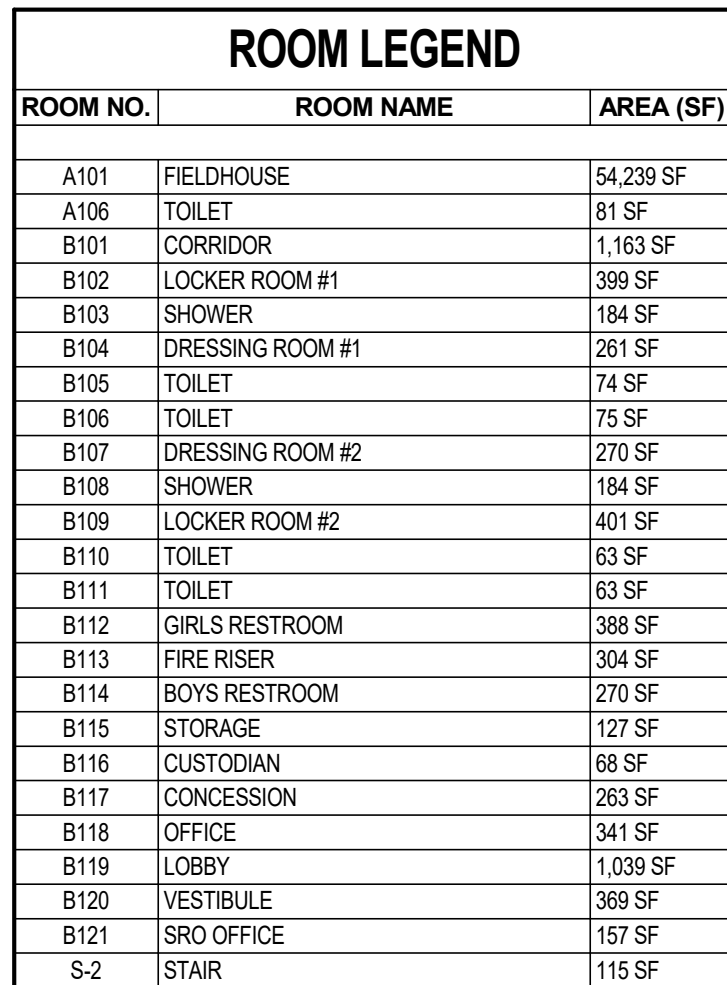 ROOM LEGEND
ROOM NO. ROOM NAME AREA (SF)
A101 FIELDHOUSE 54,239 SF
A106 TOILET 81 SF
B101 CORRIDOR 1,163 SF
B102 LOCKER ROOM #1 399 SF
B103 SHOWER 184 SF
B104 DRESSING ROOM #1 261 SF
B105 TOILET 74 SF
B106 TOILET 75 SF
B107 DRESSING ROOM #2 270 SF
B108 SHOWER 184 SF
B109 LOCKER ROOM #2 401 SF
B110 TOILET 63 SF
B111 TOILET 63 SF
B112 GIRLS RESTROOM 388 SF
B113 FIRE RISER 304 SF
B114 BOYS RESTROOM 270 SF
B115 STORAGE 127 SF
B116 CUSTODIAN 68 SF
B117 CONCESSION 263 SF
B118 OFFICE 341 SF
B119 LOBBY 1,039 SF
B120 VESTIBULE 369 SF
B121 SRO OFFICE 157 SF
S-2 STAIR 115 SF